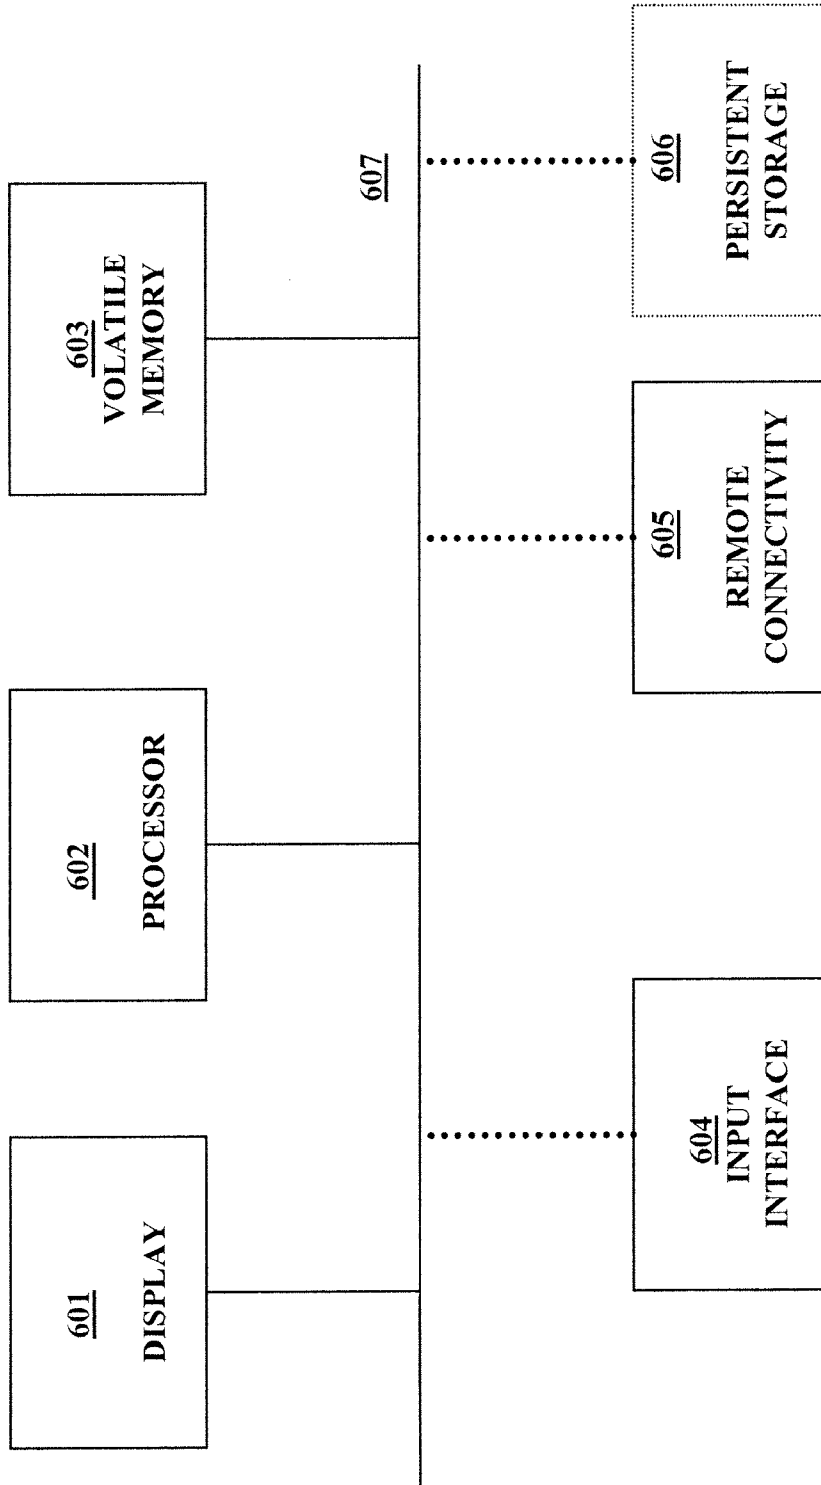 601
DISPLAY
602
PROCESSOR
603
VOLATILE
MEMORY
607
604
INPUT
INTERFACE
605
REMOTE
CONNECTIVITY
606
PERSISTENT
STORAGE